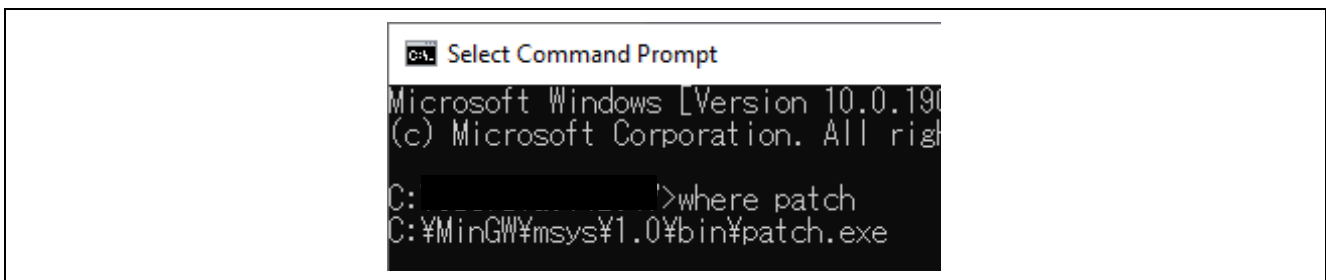 Select Command Prompt
Microsoft Windows [Version 10.0.190
(c) Microsoft Corporation. All rig
C: >where patch
C:¥MinGW¥msys¥1.0¥bin¥patch.exe